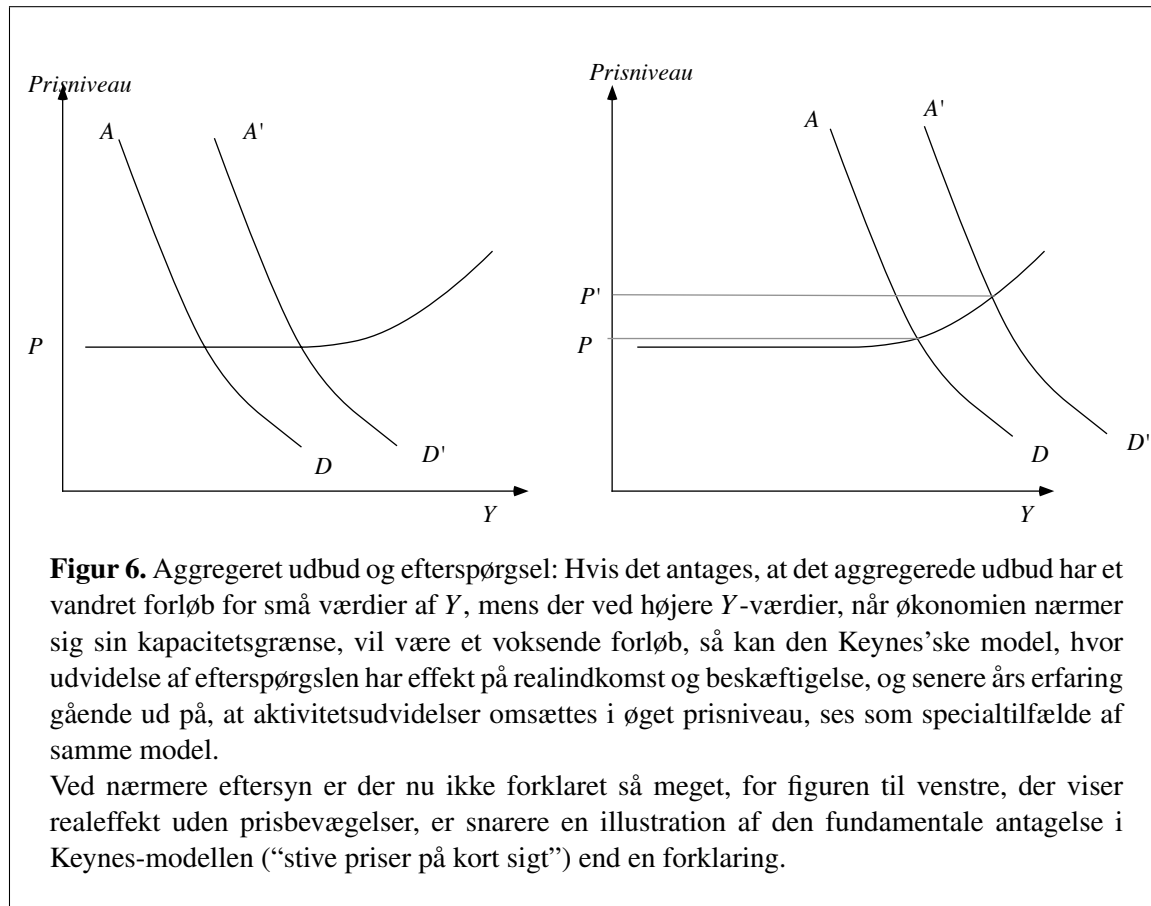 Prisniveau
A
A'
P
D
D'
Y
Prisniveau
A
A'
P'
P
D
D'
Y
Figur 6. Aggregeret udbud og efterspørgsel: Hvis det antages, at det aggregerede udbud har et
vandret forløb for små værdier af Y, mens der ved højere Y-værdier, når økonomien nærmer
sig sin kapacitetsgrænse, vil være et voksende forløb, så kan den Keynes’ske model, hvor
udvidelse af efterspørgslen har effekt på realindkomst og beskæftigelse, og senere års erfaring
gående ud på, at aktivitetsudvidelser omsættes i øget prisniveau, ses som specialtilfælde af
samme model.
Ved nærmere eftersyn er der nu ikke forklaret så meget, for figuren til venstre, der viser
realeffekt uden prisbevægelser, er snarere en illustration af den fundamentale antagelse i
Keynes-modellen (“stive priser på kort sigt”) end en forklaring.